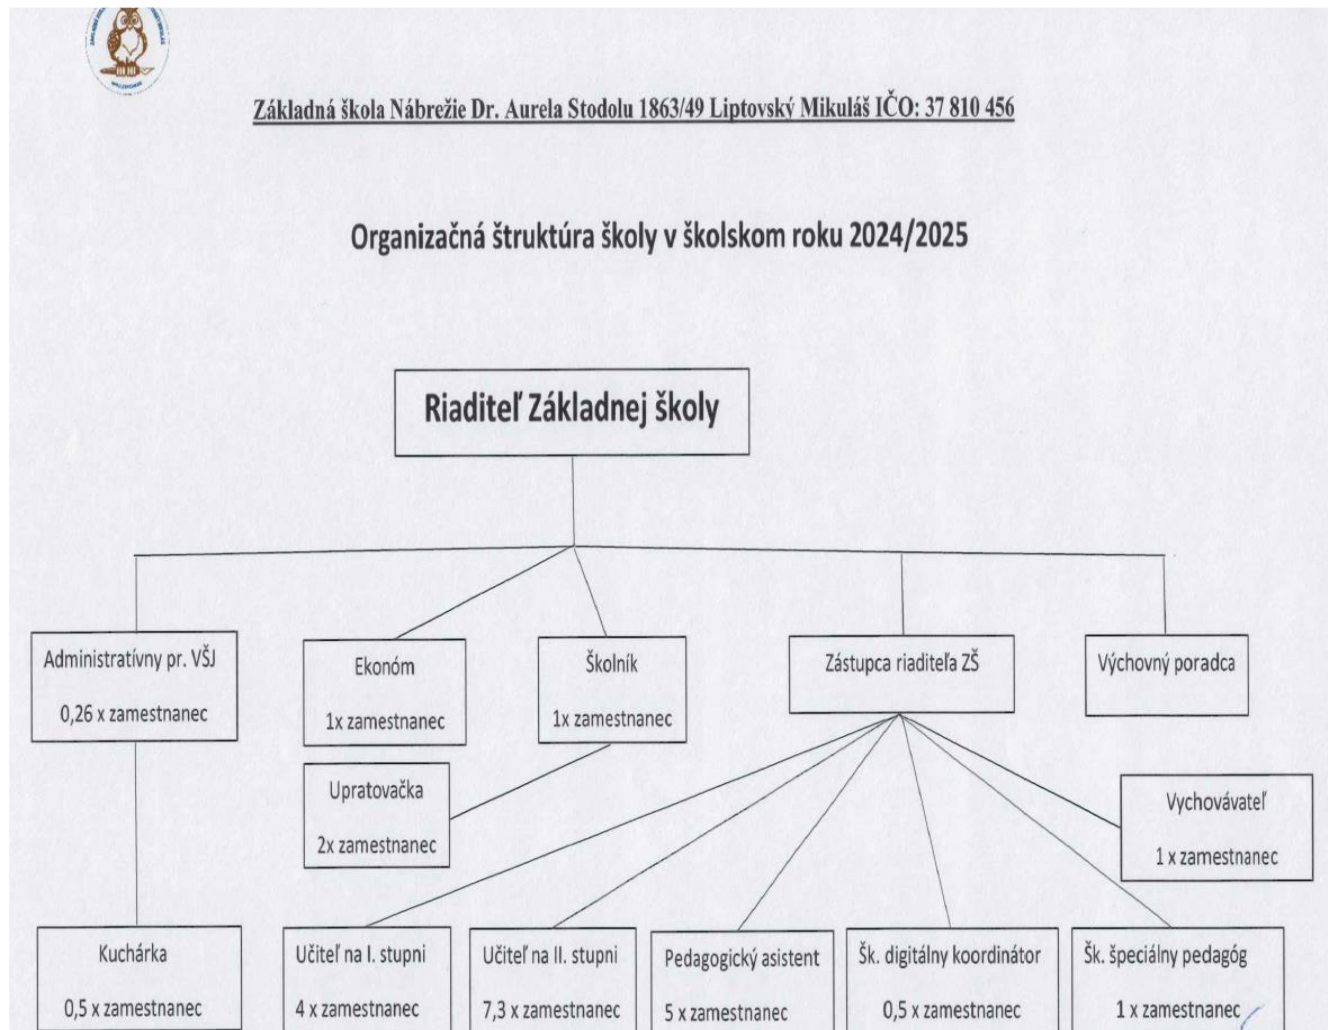 Základná škola Nábrežie Dr. Aurela Stodolu 1863/49 Liptovský Mikuláš IČO: 37 810 456
Organizačná štruktúra školy v školskom roku 2024/2025
Riaditeľ Základnej školy
Administratívny pr. VŠJ
0,26 x zamestnanec
Ekonóm
1x zamestnanec
Školník
1x zamestnanec
Zástupca riaditeľa ZŠ
Výchovný poradca
Upratovačka
2x zamestnanec
Vychovávateľ
1 x zamestnanec
Kuchárka
0,5 x zamestnanec
Učiteľ na I. stupni
4 x zamestnanec
Učiteľ na II. stupni
7,3 x zamestnanec
Pedagogický asistent
5 x zamestnanec
Šk. digitálny koordinátor
0,5 x zamestnanec
Šk. špeciálny pedagóg
1 x zamestnanec